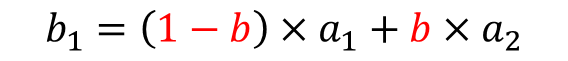 b₁ = (1 − b) × a₁ + b × a₂